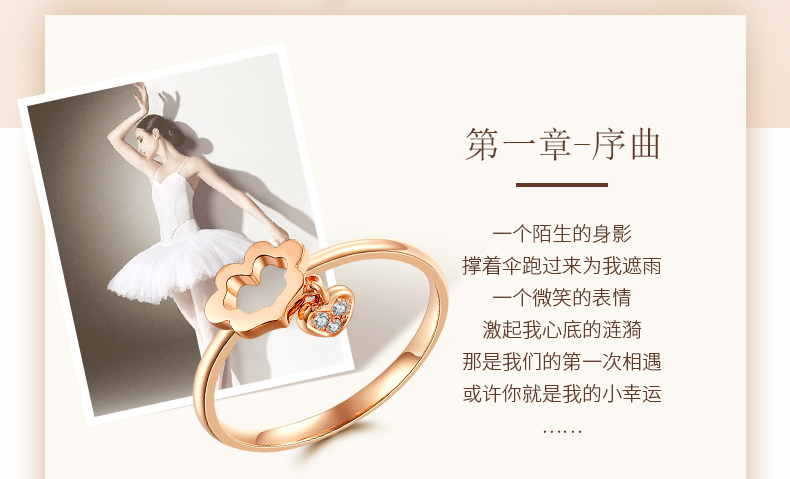 第一章-序曲
一个陌生的身影
撑着伞跑过来为我遮雨
一个微笑的表情
激起我心底的涟漪
那是我们的第一次相遇
或许你就是我的小幸运
……